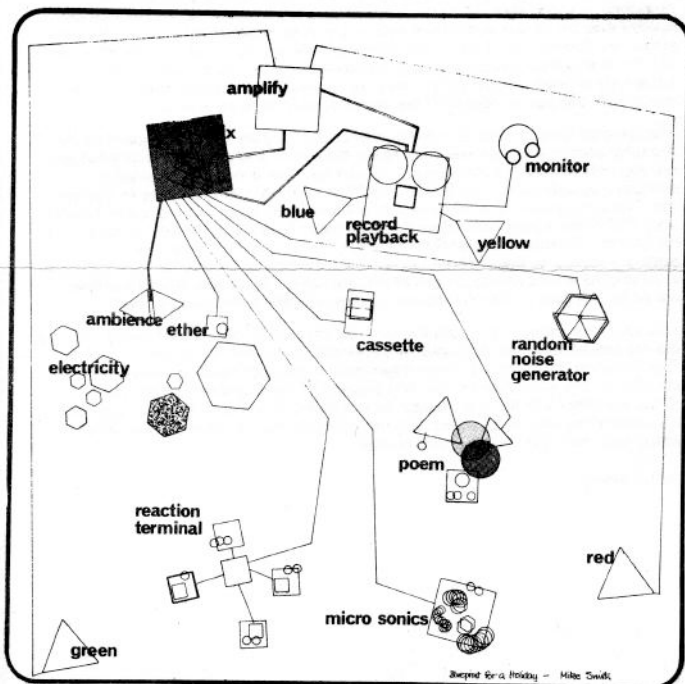 amplify
x
monitor
blue
record
playback
yellow
ambience
ether
cassette
random
noise
generator
electricity
poem
reaction
terminal
red
micro sonics
green
Blueprint for a Holiday – Mike Smith